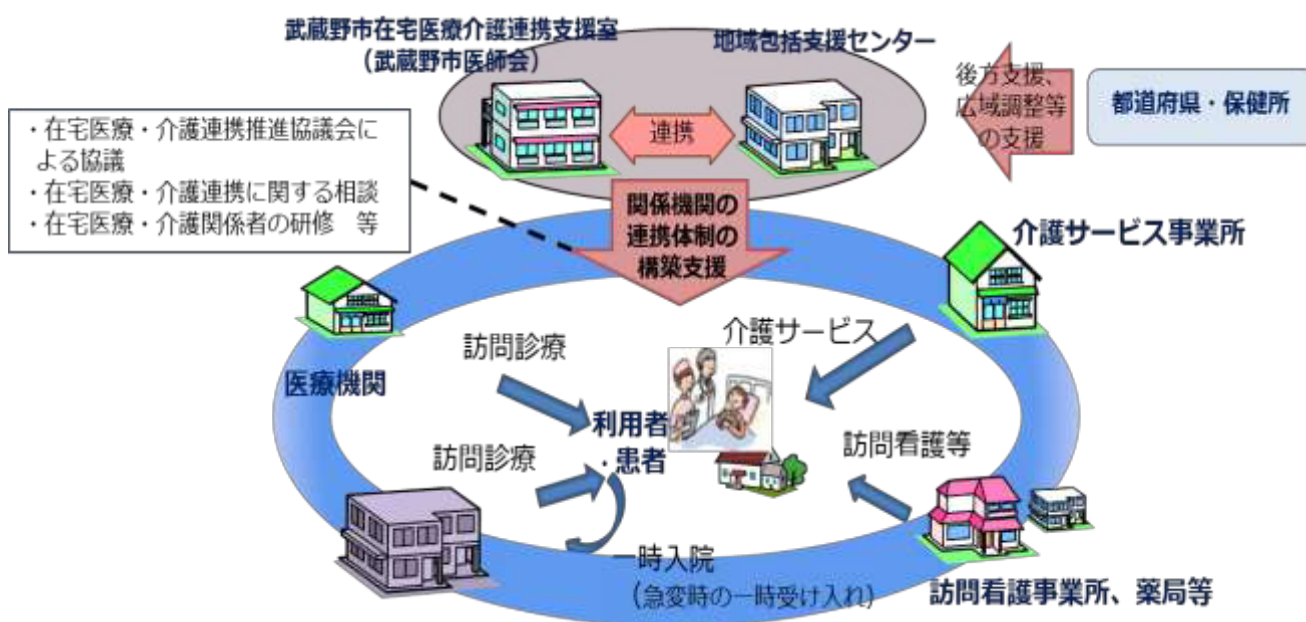 武蔵野市在宅医療介護連携支援室
（武蔵野市医師会）
地域包括支援センター
連携
後方支援、
広域調整等
の支援
都道府県・保健所
・在宅医療・介護連携推進協議会に
よる協議
・在宅医療・介護連携に関する相談
・在宅医療・介護関係者の研修　等
関係機関の
連携体制の
構築支援
介護サービス事業所
医療機関
訪問診療
介護サービス
利用者
・患者
訪問診療
訪問看護等
一時入院
（急変時の一時受け入れ）
訪問看護事業所、薬局等